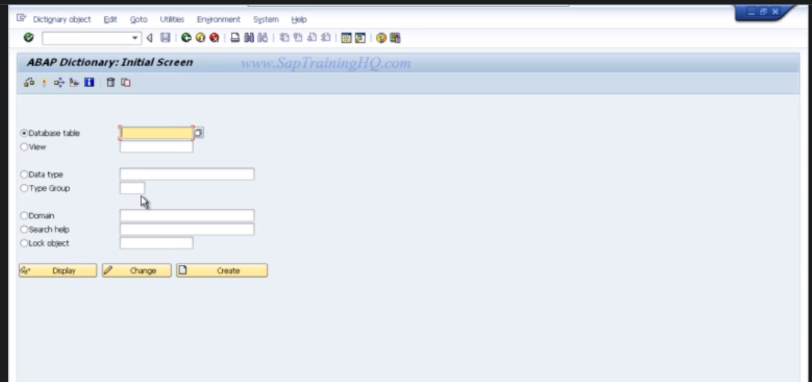 Dictionary object Edit Goto Utilities Environment System Help
ABAP Dictionary: Initial Screen www.SapTrainingHQ.com
Database table
View
Data type
Type Group
Domain
Search help
Lock object
Display Change Create